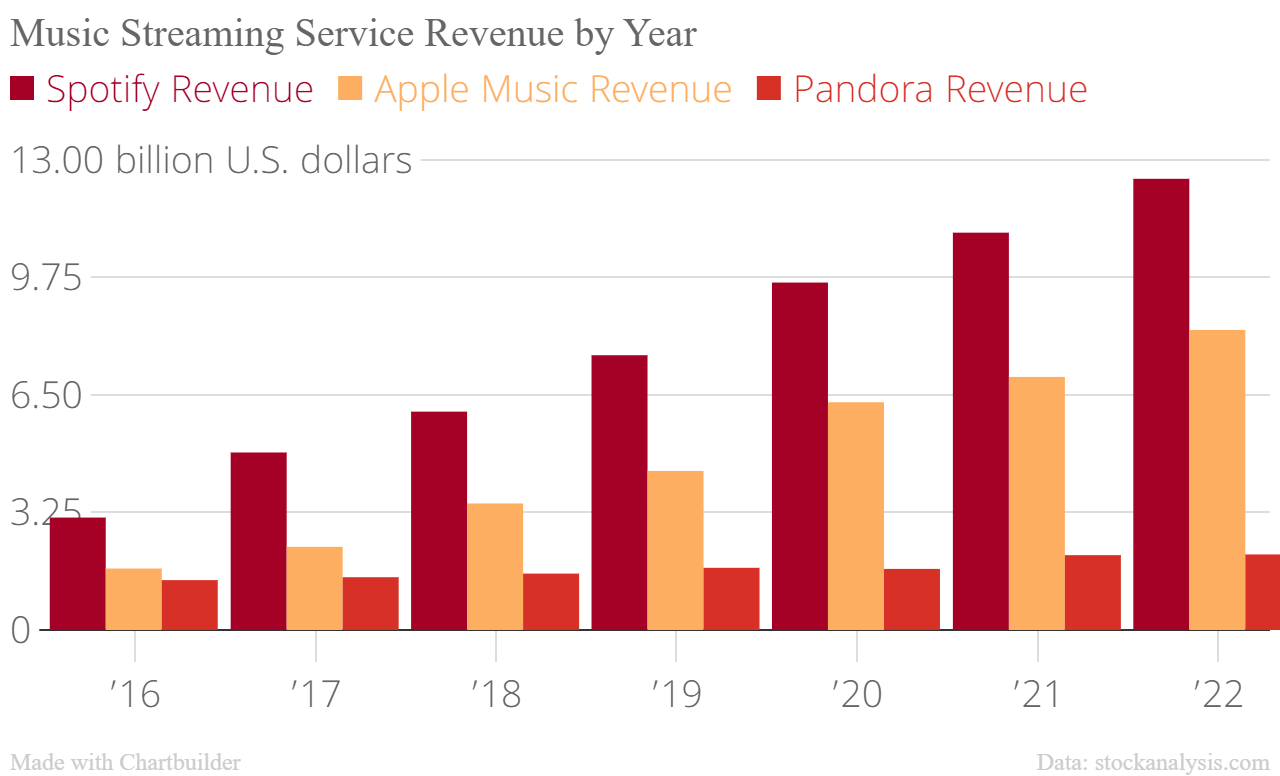 Music Streaming Service Revenue by Year
Spotify Revenue Apple Music Revenue Pandora Revenue
13.00 billion U.S. dollars
9.75
6.50
3.25
0
’16 ’17 ’18 ’19 ’20 ’21 ’22
Made with Chartbuilder Data: stockanalysis.com